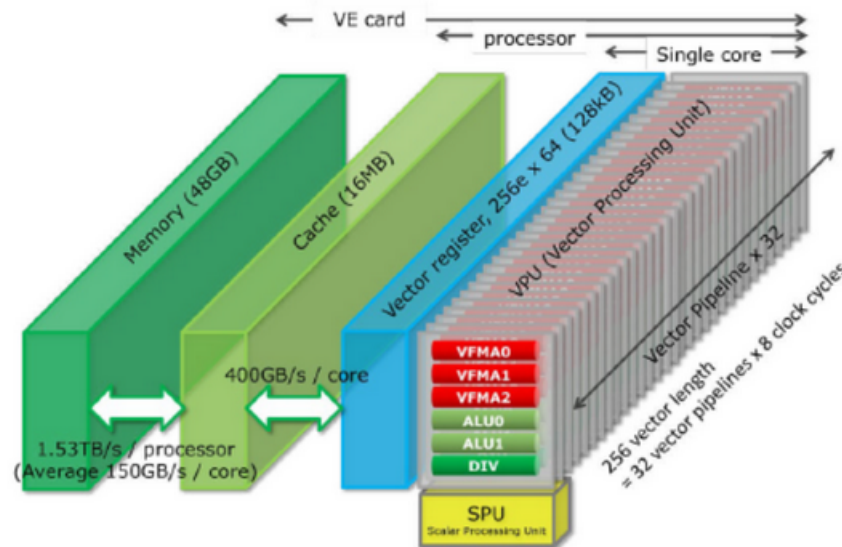 VE card
processor
Single core
Memory (48GB)
Cache (16MB)
Vector register, 256e x 64 (128kB)
VPU (Vector Processing Unit)
Vector Pipeline x 32
256 vector length
= 32 vector pipelines x 8 clock cycles
400GB/s / core
1.53TB/s / processor
(Average 150GB/s / core)
VFMA0
VFMA1
VFMA2
ALU0
ALU1
DIV
SPU
Scalar Processing Unit